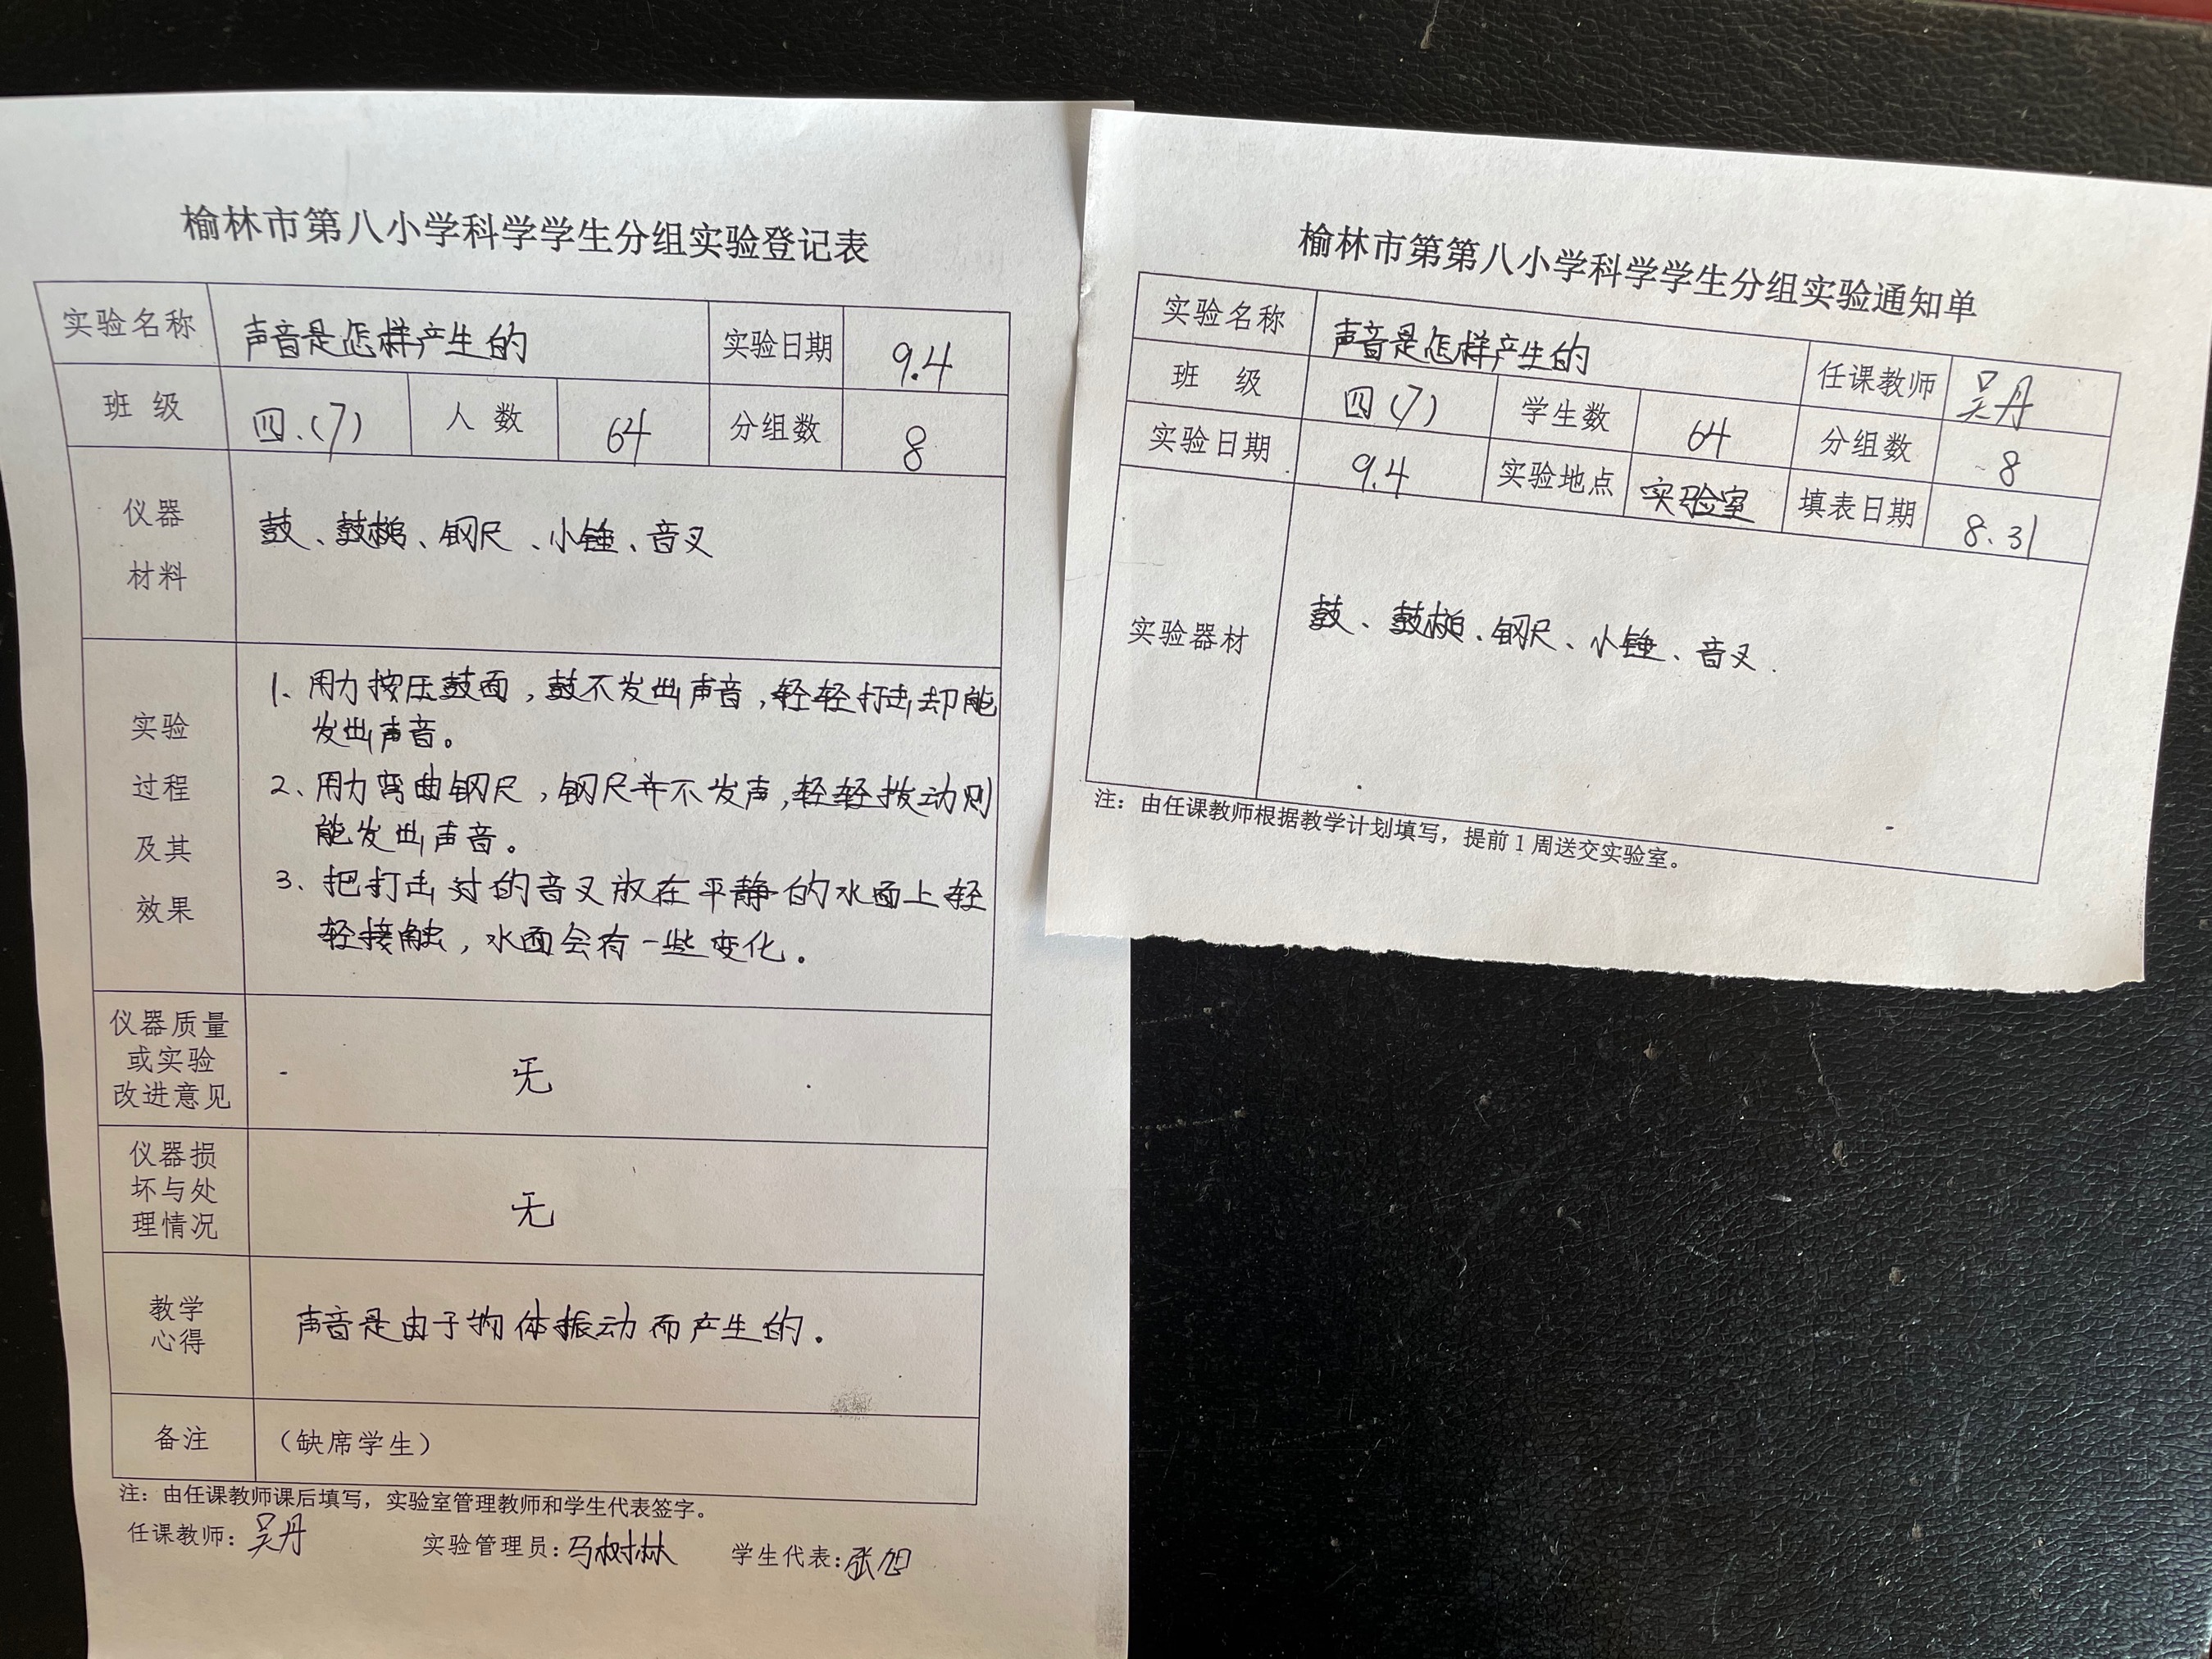 榆林市第八小学科学学生分组实验登记表
实验名称 声音是怎样产生的 实验日期 9.4
班级 四.(7) 人数 64 分组数 8
仪器
材料
鼓、鼓槌、钢尺、小锤、音叉
实验
过程
及其
效果
1、用力按压鼓面,鼓不发出声音,轻轻打击却能
发出声音。
2、用力弯曲钢尺,钢尺并不发声,轻轻拨动则
能发出声音。
3、把打击过的音叉放在平静的水面上轻
轻接触,水面会有一些变化。
仪器质量
或实验
改进意见
无
仪器损
坏与处
理情况
无
教学
心得
声音是由于物体振动而产生的.
备注 (缺席学生)
注:由任课教师课后填写,实验室管理教师和学生代表签字。
任课教师:吴丹 实验管理员:马树林 学生代表:张旭
榆林市第第八小学科学学生分组实验通知单
实验名称 声音是怎样产生的 任课教师 吴丹
班级 四(7) 学生数 64 分组数 8
实验日期 9.4 实验地点 实验室 填表日期 8.31
实验器材 鼓、鼓槌、钢尺、小锤、音叉.
注:由任课教师根据教学计划填写,提前1周送交实验室。